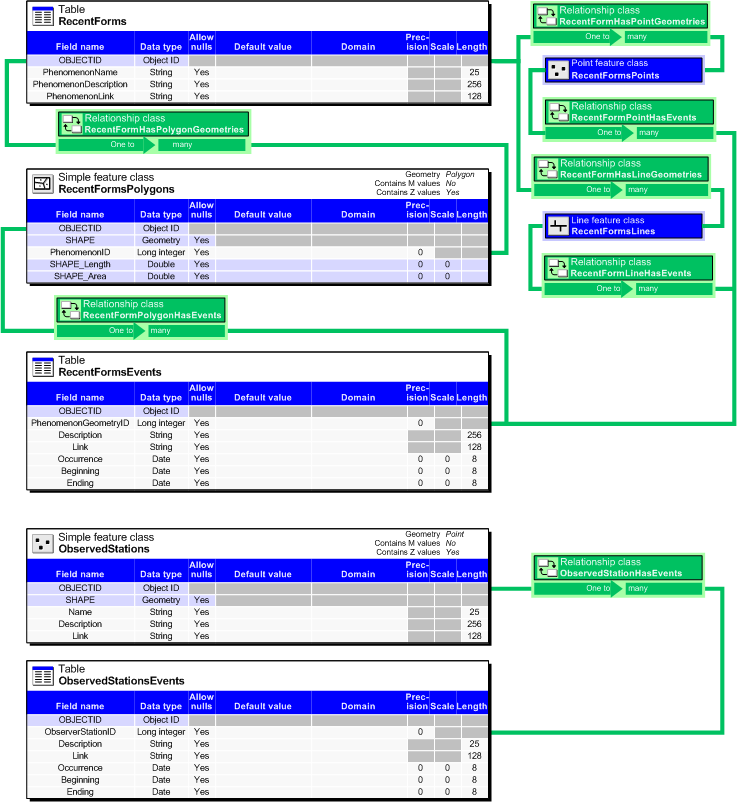 Table
RecentForms
Field name Data type Allow nulls Default value Domain Prec-ision Scale Length
OBJECTID Object ID
PhenomenonName String Yes 25
PhenomenonDescription String Yes 256
PhenomenonLink String Yes 128
Relationship class
RecentFormHasPolygonGeometries
One to many
Simple feature class
RecentFormsPolygons
Geometry Polygon
Contains M values No
Contains Z values Yes
Field name Data type Allow nulls Default value Domain Prec-ision Scale Length
OBJECTID Object ID
SHAPE Geometry Yes
PhenomenonID Long integer Yes 0
SHAPE_Length Double Yes 0 0
SHAPE_Area Double Yes 0 0
Relationship class
RecentFormPolygonHasEvents
One to many
Table
RecentFormsEvents
Field name Data type Allow nulls Default value Domain Prec-ision Scale Length
OBJECTID Object ID
PhenomenonGeometryID Long integer Yes 0
Description String Yes 256
Link String Yes 128
Occurrence Date Yes 0 0 8
Beginning Date Yes 0 0 8
Ending Date Yes 0 0 8
Relationship class
RecentFormHasPointGeometries
One to many
Point feature class
RecentFormsPoints
Relationship class
RecentFormPointHasEvents
One to many
Relationship class
RecentFormHasLineGeometries
One to many
Line feature class
RecentFormsLines
Relationship class
RecentFormLineHasEvents
One to many
Simple feature class
ObservedStations
Geometry Point
Contains M values No
Contains Z values Yes
Field name Data type Allow nulls Default value Domain Prec-ision Scale Length
OBJECTID Object ID
SHAPE Geometry Yes
Name String Yes 25
Description String Yes 256
Link String Yes 128
Relationship class
ObservedStationHasEvents
One to many
Table
ObservedStationsEvents
Field name Data type Allow nulls Default value Domain Prec-ision Scale Length
OBJECTID Object ID
ObserverStationID Long integer Yes 0
Description String Yes 25
Link String Yes 128
Occurrence Date Yes 0 0 8
Beginning Date Yes 0 0 8
Ending Date Yes 0 0 8